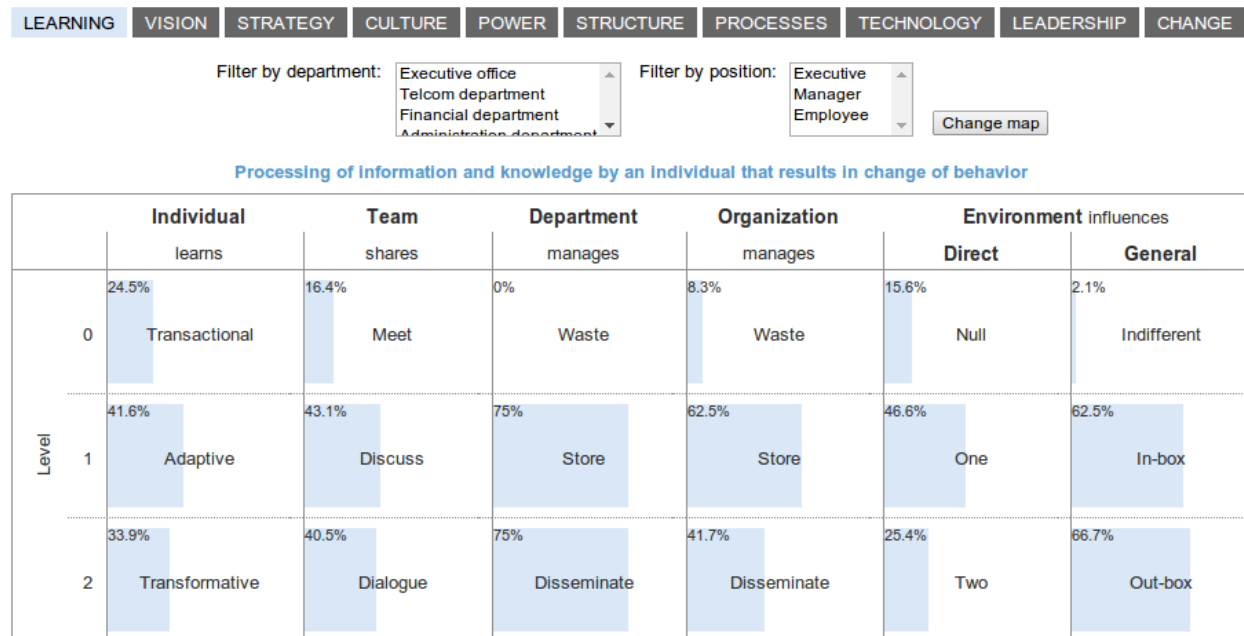 LEARNING VISION STRATEGY CULTURE POWER STRUCTURE PROCESSES TECHNOLOGY LEADERSHIP CHANGE
Filter by department: Executive office Filter by position: Executive
Telcom department Manager
Financial department Employee
Administration department Change map
Processing of information and knowledge by an individual that results in change of behavior
Individual Team Department Organization Environment influences
learns shares manages manages Direct General
24.5% 16.4% 0% 8.3% 15.6% 2.1%
0 Transactional Meet Waste Waste Null Indifferent
41.6% 43.1% 75% 62.5% 46.6% 62.5%
Level 1 Adaptive Discuss Store Store One In-box
33.9% 40.5% 75% 41.7% 25.4% 66.7%
2 Transformative Dialogue Disseminate Disseminate Two Out-box